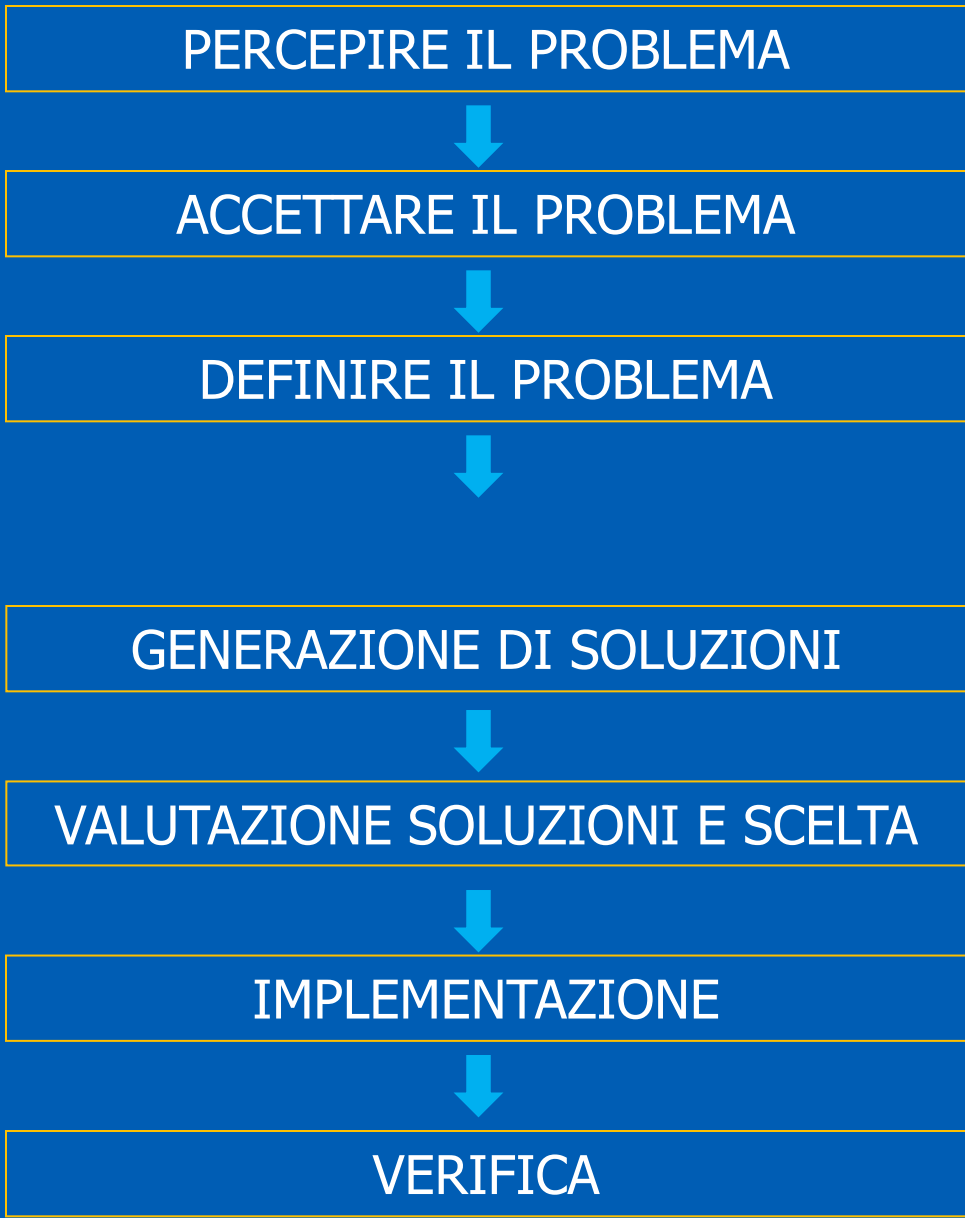 PERCEPIRE IL PROBLEMA
ACCETTARE IL PROBLEMA
DEFINIRE IL PROBLEMA
GENERAZIONE DI SOLUZIONI
VALUTAZIONE SOLUZIONI E SCELTA
IMPLEMENTAZIONE
VERIFICA